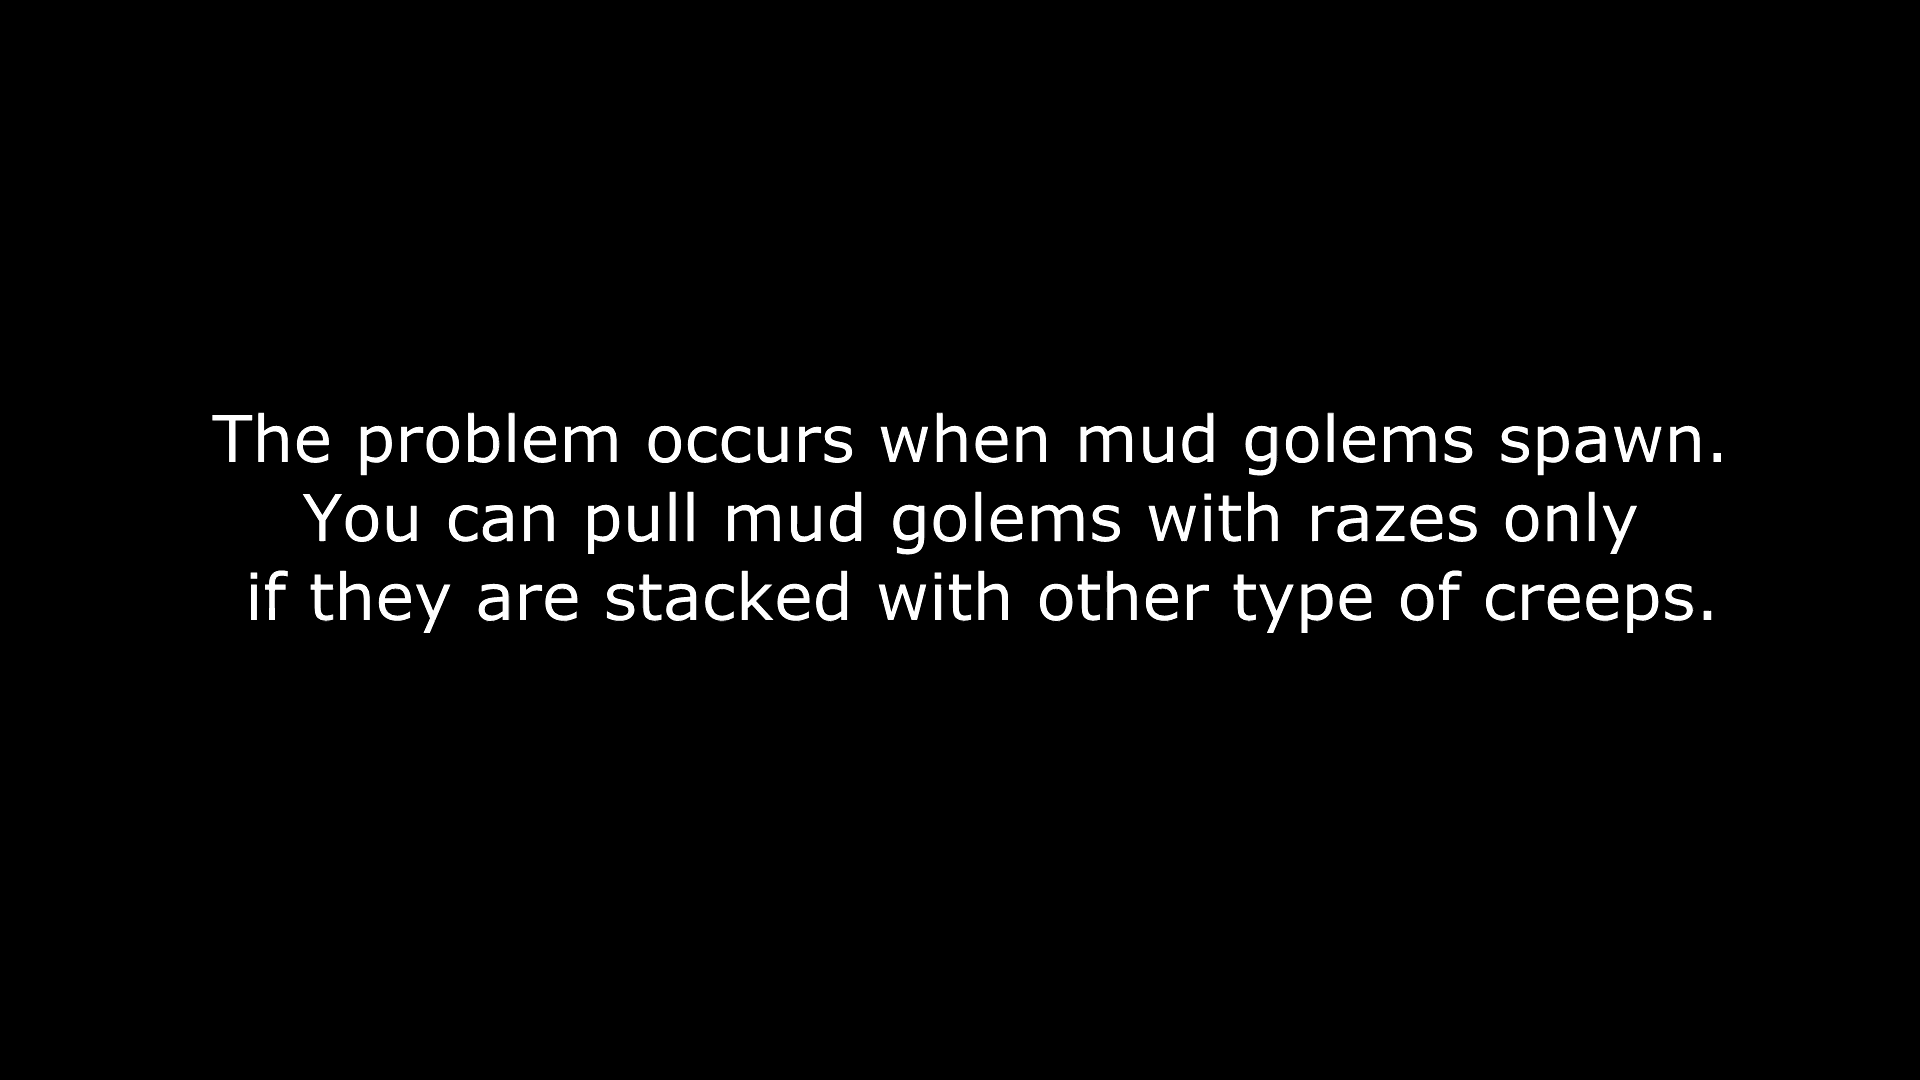 The problem occurs when mud golems spawn.
You can pull mud golems with razes only
if they are stacked with other type of creeps.